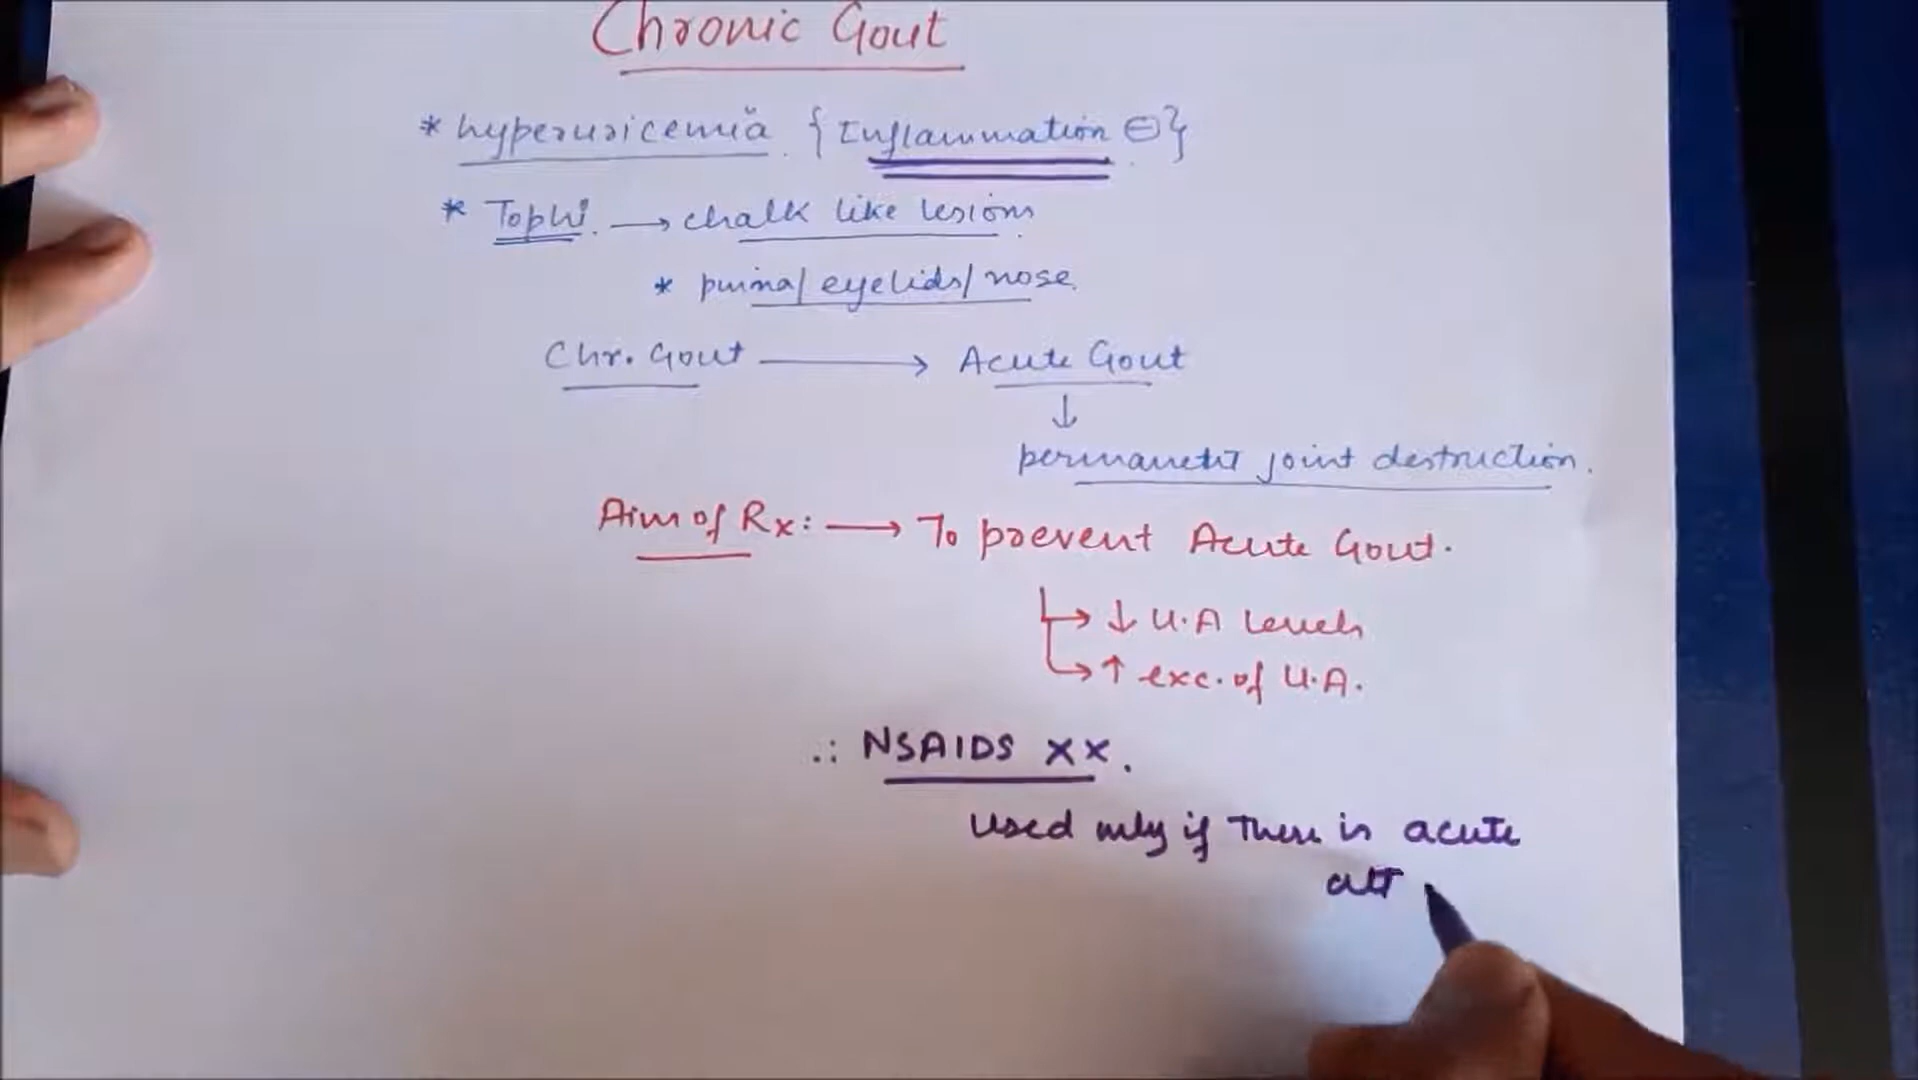 Chronic Gout
* hyperuricemia { Inflammation ⊖}
* Tophi. → chalk like lesions
* pinna/ eyelids/ nose.
Chr. Gout → Acute Gout
↓
permanent joint destruction.
Aim of Rx: → To prevent Acute Gout.
→ ↓ U.A levels
→ ↑ exc. of U.A.
∴ NSAIDS XX.
Used only if There is acute
att